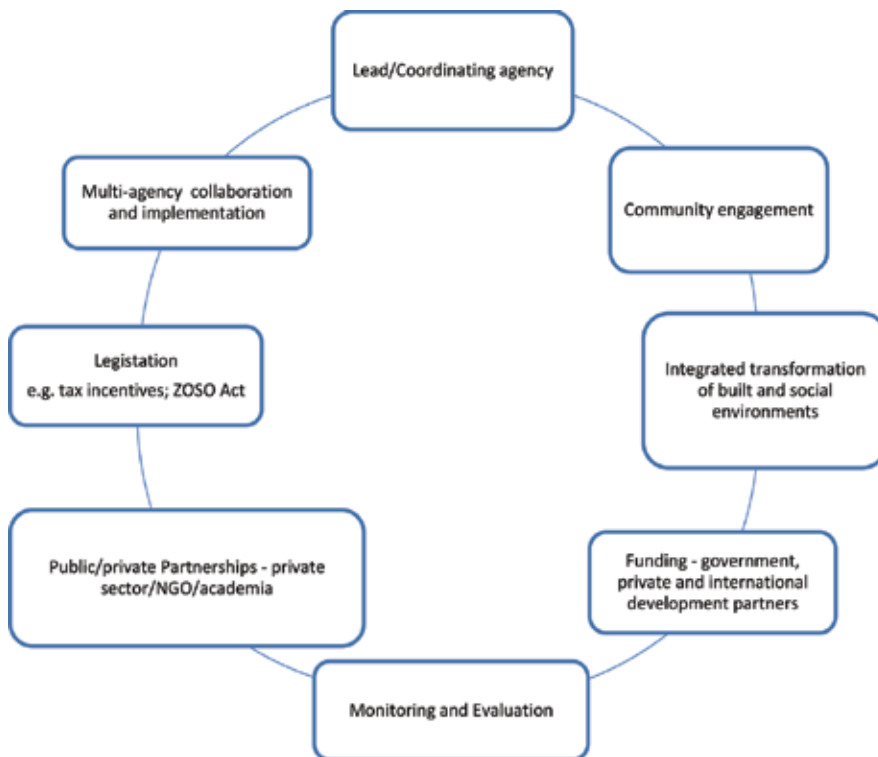 Lead/Coordinating agency
Community engagement
Integrated transformation
of built and social
environments
Funding - government,
private and international
development partners
Monitoring and Evaluation
Public/private Partnerships - private
sector/NGO/academia
Legistation
e.g. tax incentives; ZOSO Act
Multi-agency collaboration
and implementation